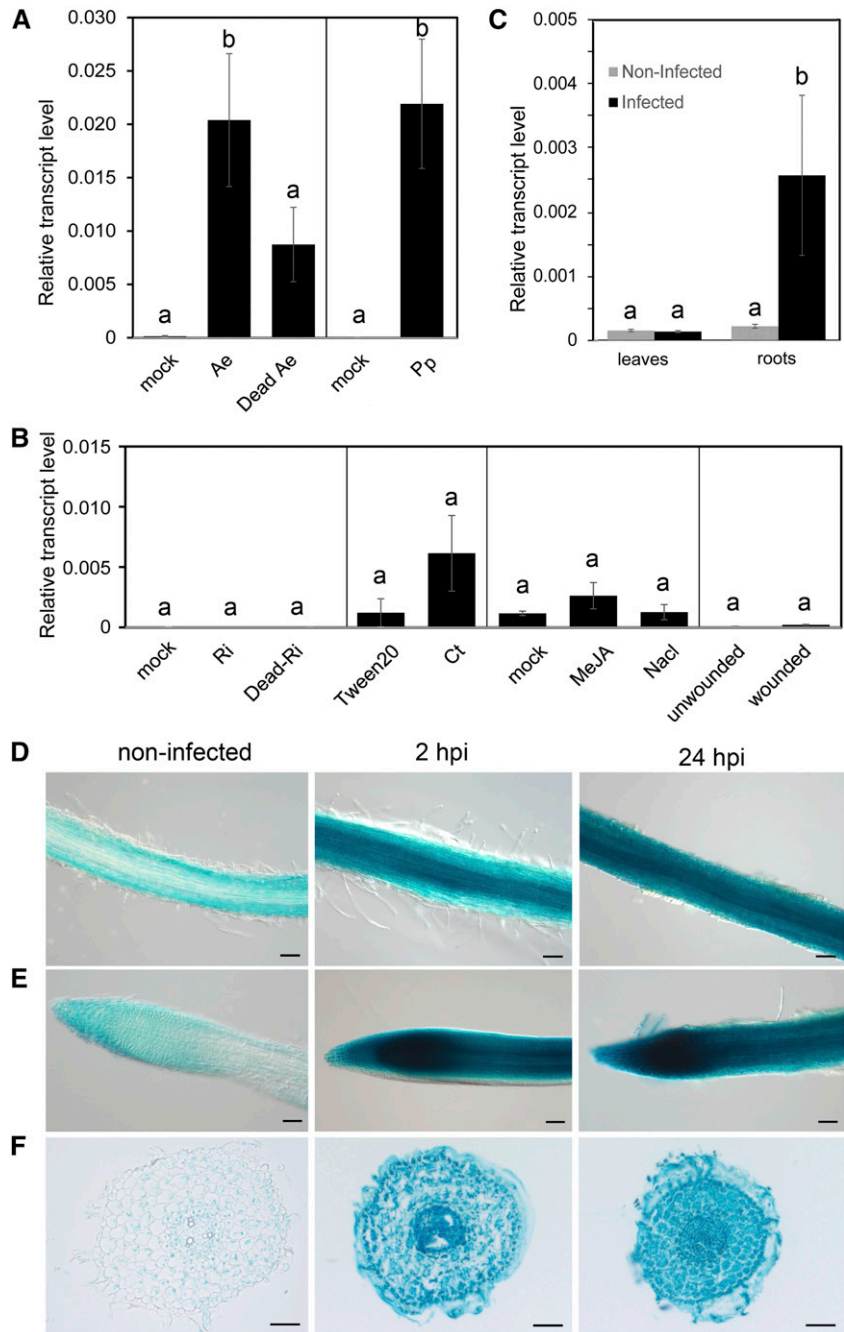 A
Relative transcript level
0.030
0.025
0.020
0.015
0.010
0.005
0
a
b
a
a
b
mock
Ae
Dead Ae
mock
Pp
C
Relative transcript level
0.005
0.004
0.003
0.002
0.001
0
Non-Infected
Infected
a
a
a
b
leaves
roots
B
Relative transcript level
0.015
0.010
0.005
0
a
a
a
a
a
a
a
a
a
a
mock
Ri
Dead-Ri
Tween20
Ct
mock
MeJA
Nacl
unwounded
wounded
D
non-infected
2 hpi
24 hpi
E
F